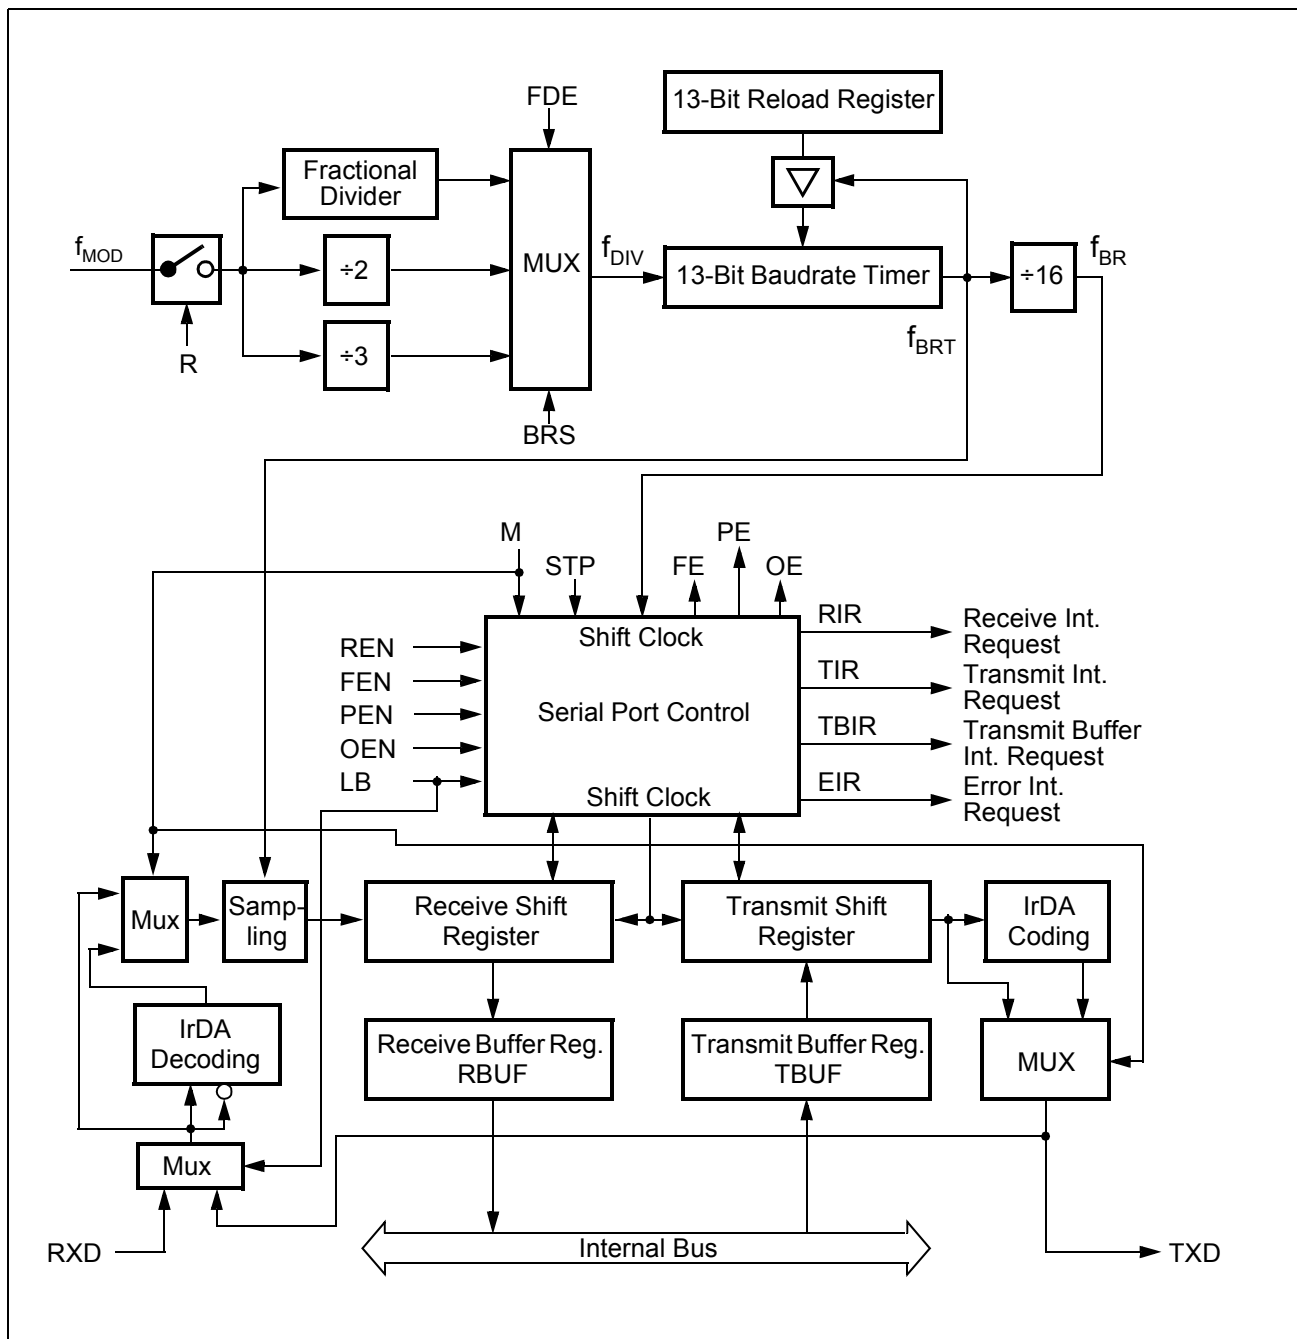 13-Bit Reload Register
FDE
Fractional
Divider
fMOD
÷2
MUX
fDIV
13-Bit Baudrate Timer
÷16
fBR
fBRT
R
÷3
BRS
M
STP
FE
PE
OE
Shift Clock
RIR
Receive Int.
Request
REN
FEN
PEN
OEN
LB
Serial Port Control
TIR
Transmit Int.
Request
TBIR
Transmit Buffer
Int. Request
Shift Clock
EIR
Error Int.
Request
Mux
Samp-
ling
Receive Shift
Register
Transmit Shift
Register
IrDA
Coding
IrDA
Decoding
Receive Buffer Reg.
RBUF
Transmit Buffer Reg.
TBUF
MUX
Mux
RXD
Internal Bus
TXD